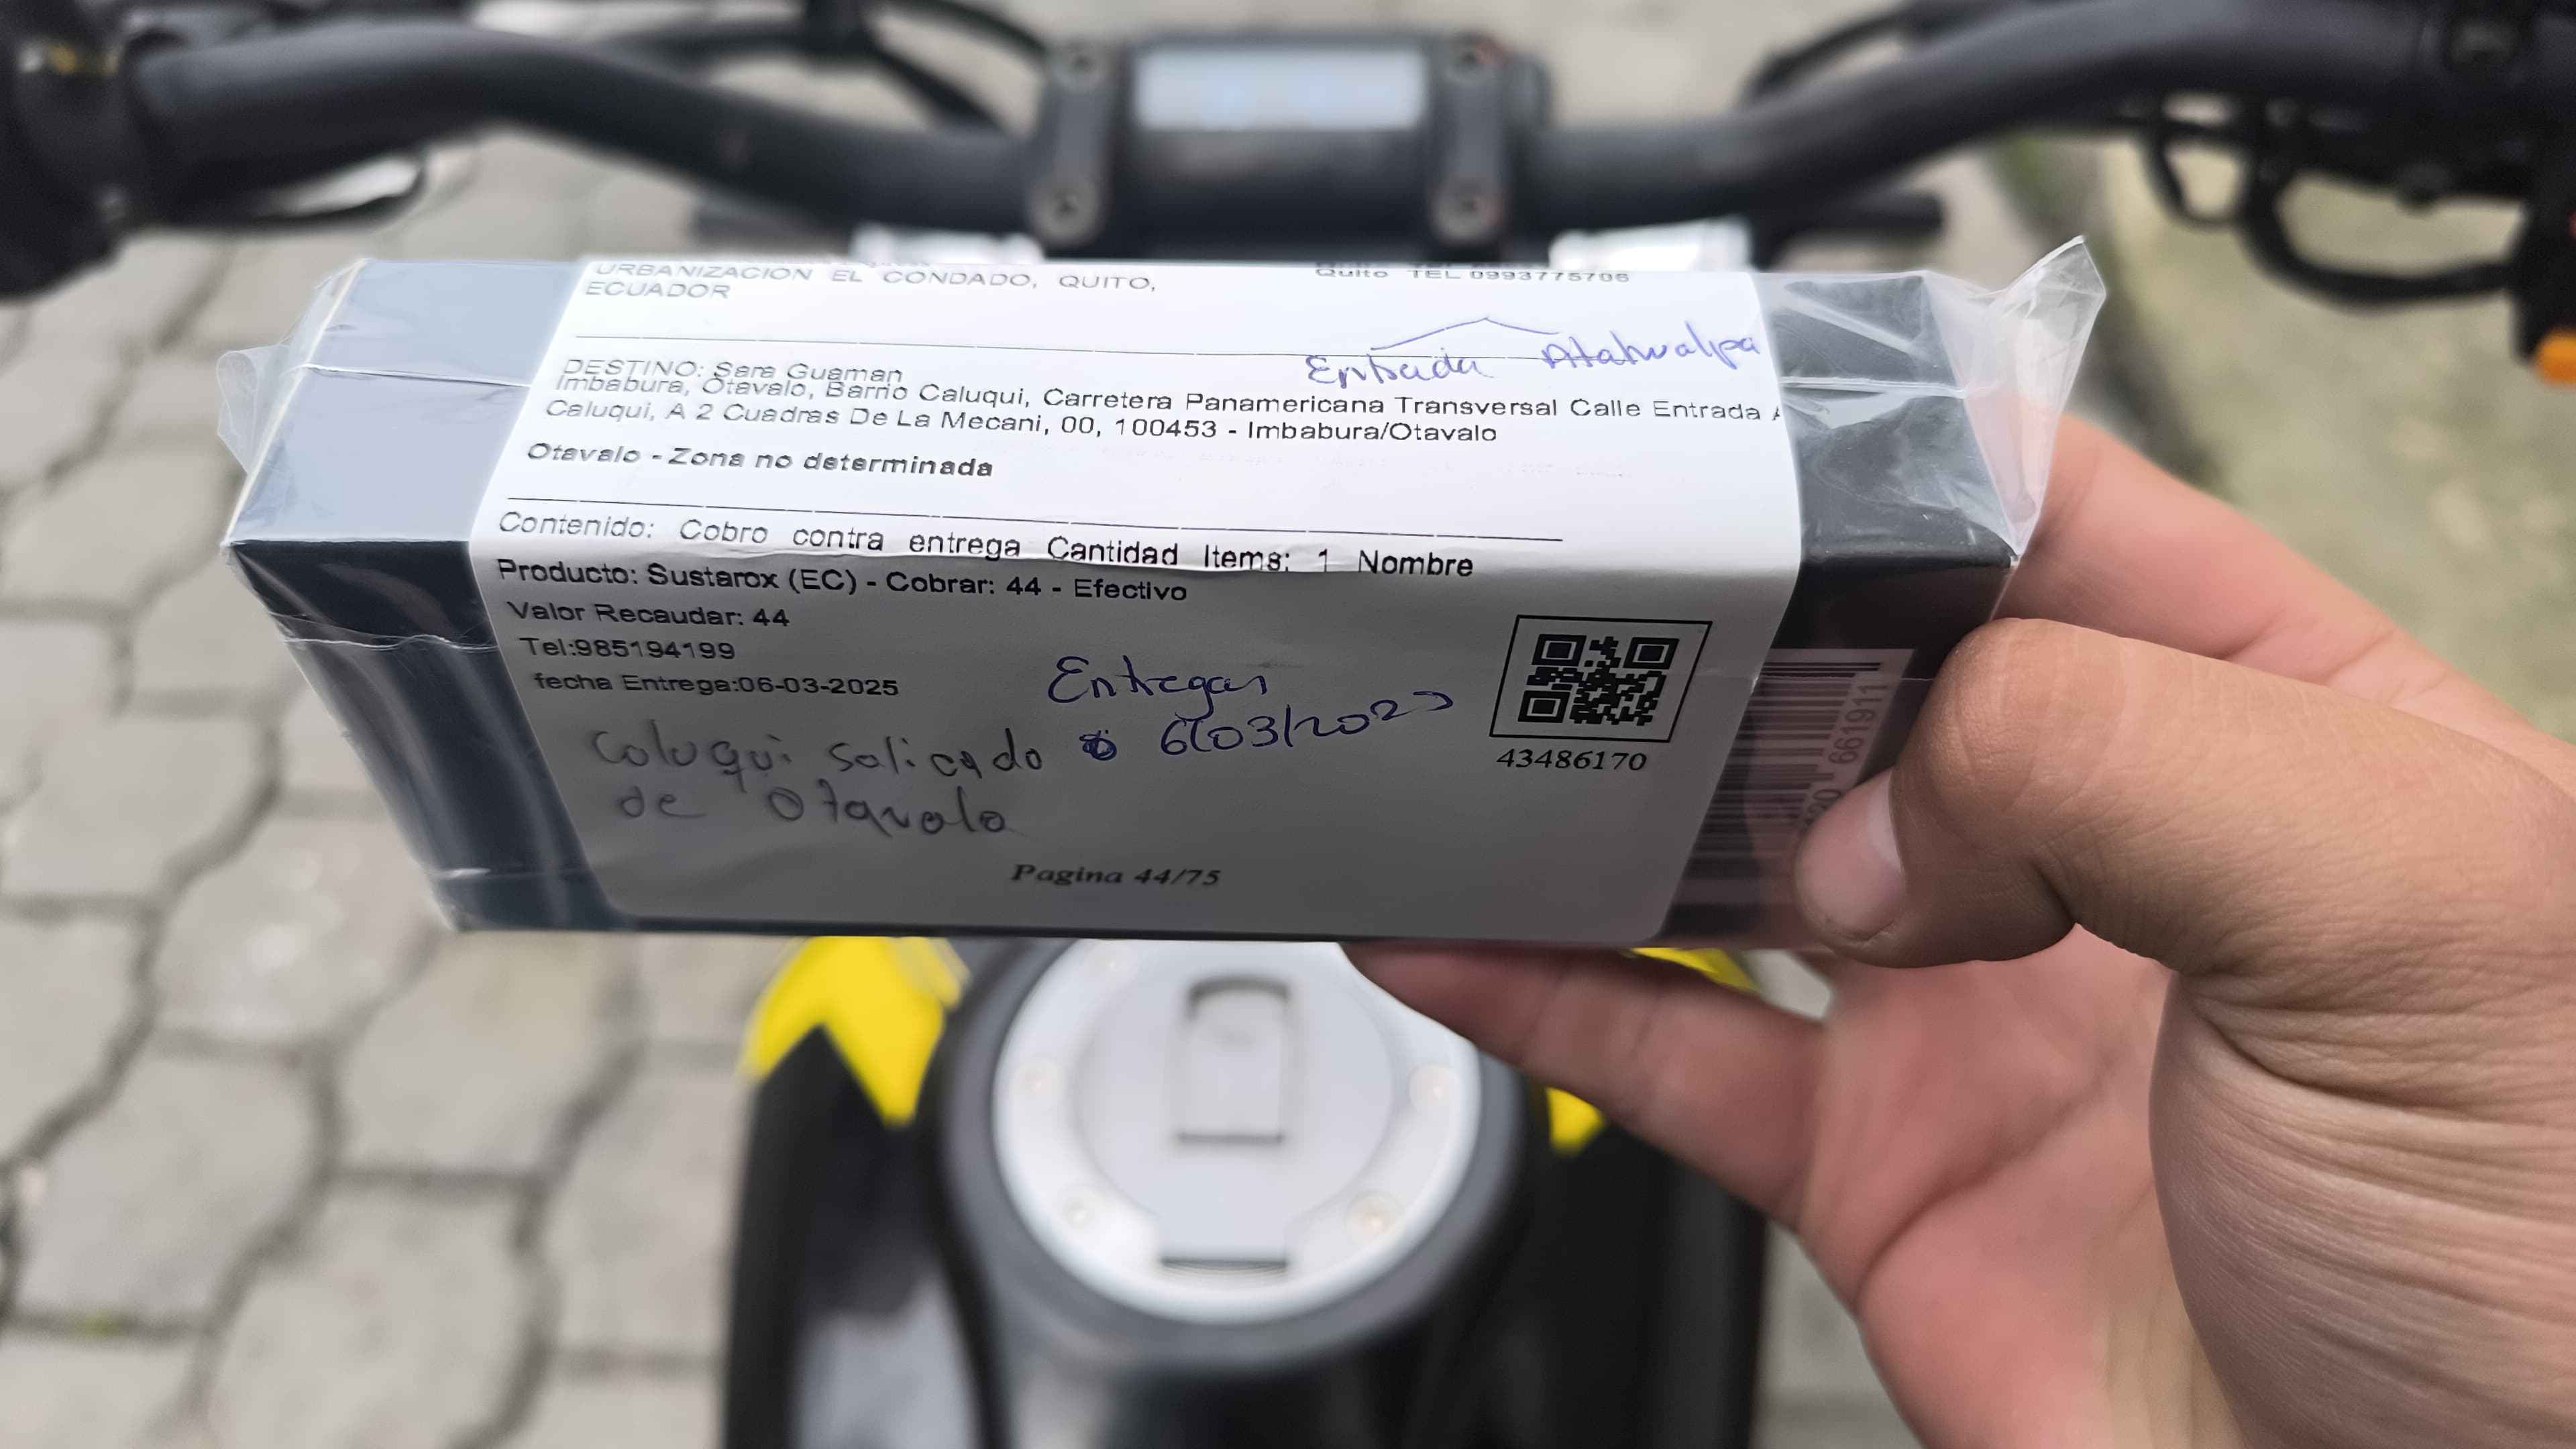 URBANIZACION EL CONDADO, QUITO,
ECUADOR
Quito TEL 0993775706
Entrada Atahualpa
DESTINO: Sara Guaman
Imbabura, Otavalo, Barrio Caluqui, Carretera Panamericana Transversal Calle Entrada A
Caluqui, A 2 Cuadras De La Mecani, 00, 100453 - Imbabura/Otavalo
Otavalo - Zona no determinada
Contenido: Cobro contra entrega Cantidad Items: 1 Nombre
Producto: Sustarox (EC) - Cobrar: 44 - Efectivo
Valor Recaudar: 44
Tel:985194199
fecha Entrega:06-03-2025
Entregar
6/03/2025
Caluqui
de Otavalo
43486170
Pagina 44/75
661911